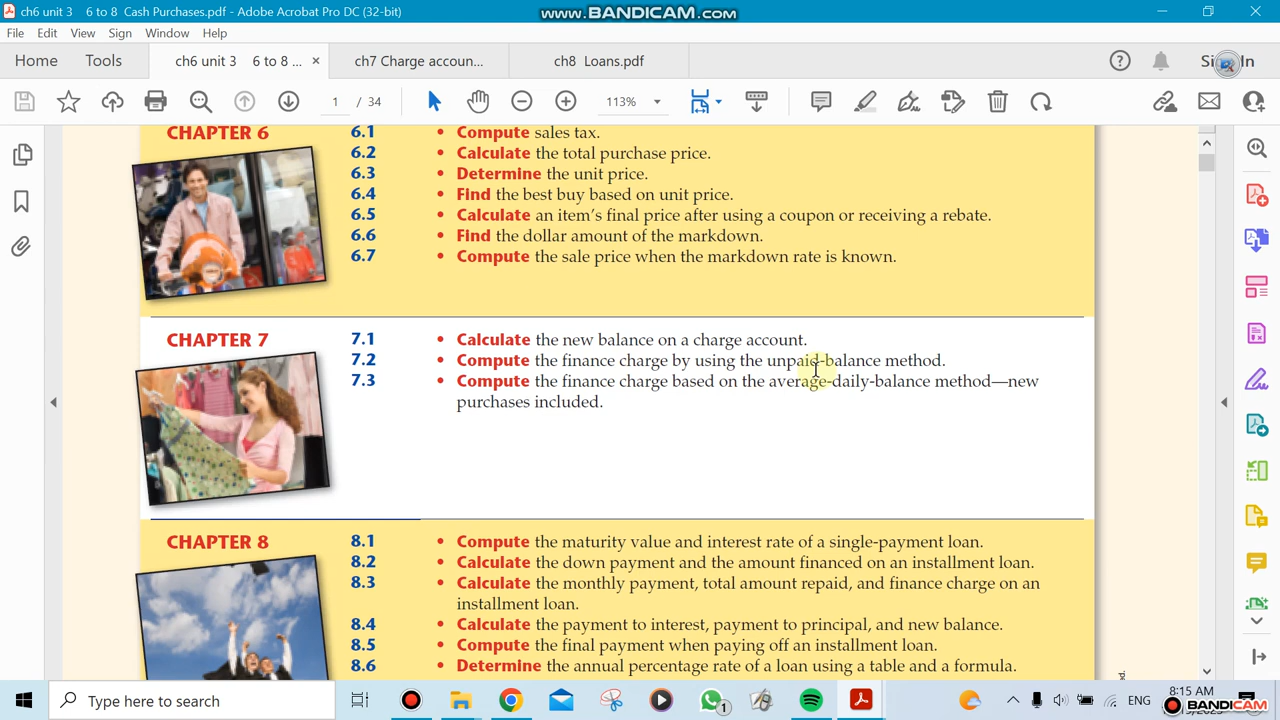 ch6 unit 3    6 to 8  Cash Purchases.pdf - Adobe Acrobat Pro DC (32-bit)
www.BANDICAM.com
File Edit View Sign Window Help
Home Tools ch6 unit 3    6 to 8 ... × ch7 Charge accoun... ch8  Loans.pdf
1 / 34 113%
CHAPTER 6
6.1 • Compute sales tax.
6.2 • Calculate the total purchase price.
6.3 • Determine the unit price.
6.4 • Find the best buy based on unit price.
6.5 • Calculate an item’s final price after using a coupon or receiving a rebate.
6.6 • Find the dollar amount of the markdown.
6.7 • Compute the sale price when the markdown rate is known.
CHAPTER 7
7.1 • Calculate the new balance on a charge account.
7.2 • Compute the finance charge by using the unpaid-balance method.
7.3 • Compute the finance charge based on the average-daily-balance method—new
purchases included.
CHAPTER 8
8.1 • Compute the maturity value and interest rate of a single-payment loan.
8.2 • Calculate the down payment and the amount financed on an installment loan.
8.3 • Calculate the monthly payment, total amount repaid, and finance charge on an
installment loan.
8.4 • Calculate the payment to interest, payment to principal, and new balance.
8.5 • Compute the final payment when paying off an installment loan.
8.6 • Determine the annual percentage rate of a loan using a table and a formula.
Type here to search
1
ENG
8:15 AM
BANDICAM